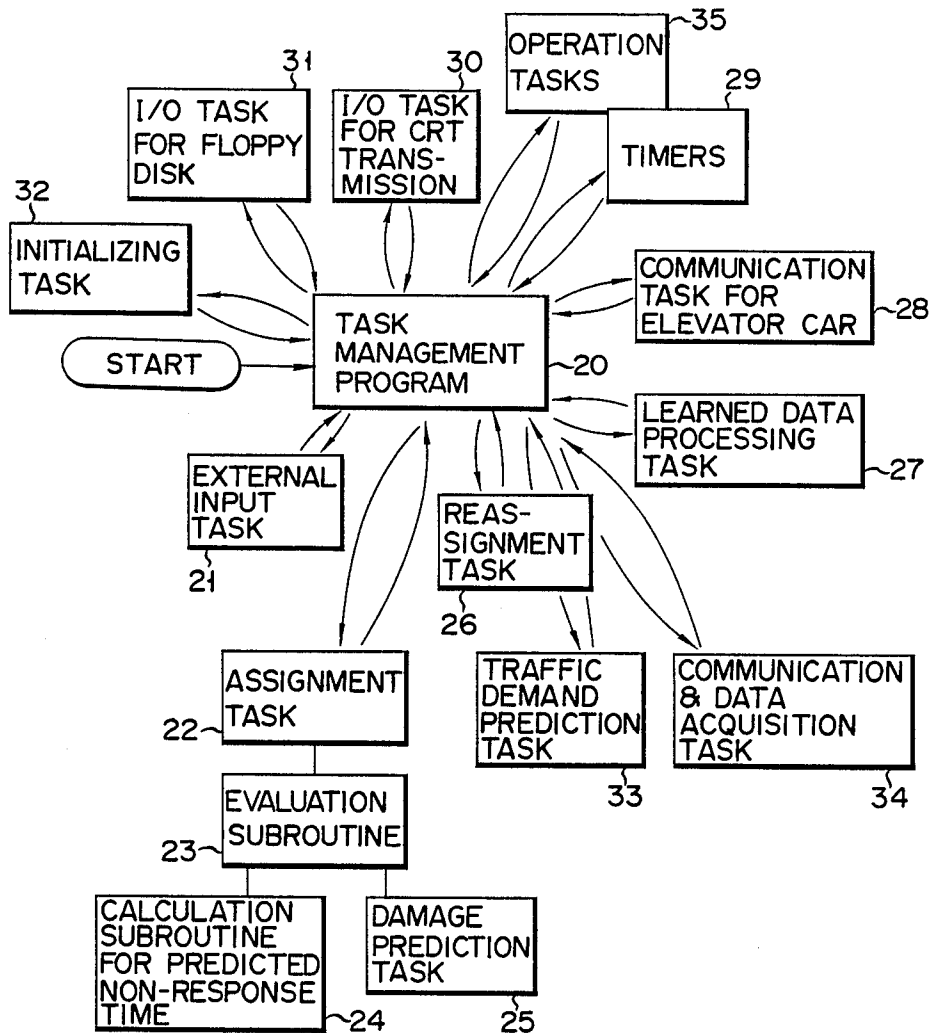 35
OPERATION
TASKS
31
I/O TASK
FOR FLOPPY
DISK
30
I/O TASK
FOR CRT
TRANS-
MISSION
29
TIMERS
32
INITIALIZING
TASK
COMMUNICATION
TASK FOR
ELEVATOR CAR
28
START
TASK
MANAGEMENT
PROGRAM
20
LEARNED DATA
PROCESSING
TASK
27
EXTERNAL
INPUT
TASK
21
REAS-
SIGNMENT
TASK
26
ASSIGNMENT
TASK
22
TRAFFIC
DEMAND
PREDICTION
TASK
33
COMMUNICATION
& DATA
ACQUISITION
TASK
34
EVALUATION
SUBROUTINE
23
CALCULATION
SUBROUTINE
FOR PREDICTED
NON-RESPONSE
TIME
24
DAMAGE
PREDICTION
TASK
25